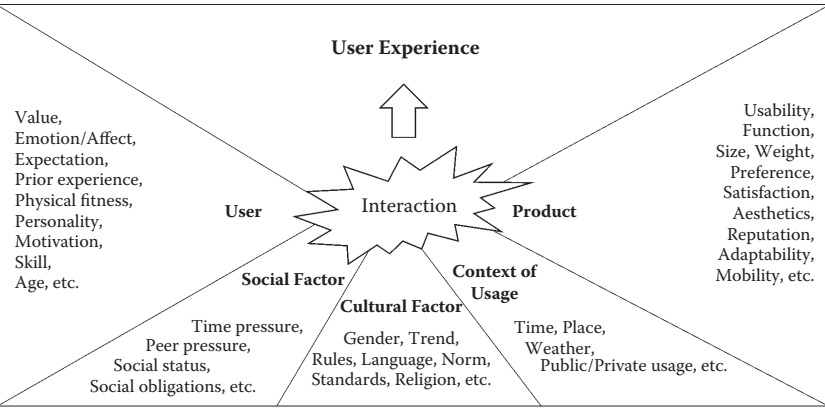 User Experience
Value,
Emotion/Affect,
Expectation,
Prior experience,
Physical fitness,
Personality,
Motivation,
Skill,
Age, etc.
User
Interaction
Product
Usability,
Function,
Size, Weight,
Preference,
Satisfaction,
Aesthetics,
Reputation,
Adaptability,
Mobility, etc.
Social Factor
Time pressure,
Peer pressure,
Social status,
Social obligations, etc.
Cultural Factor
Gender, Trend,
Rules, Language, Norm,
Standards, Religion, etc.
Context of
Usage
Time, Place,
Weather,
Public/Private usage, etc.